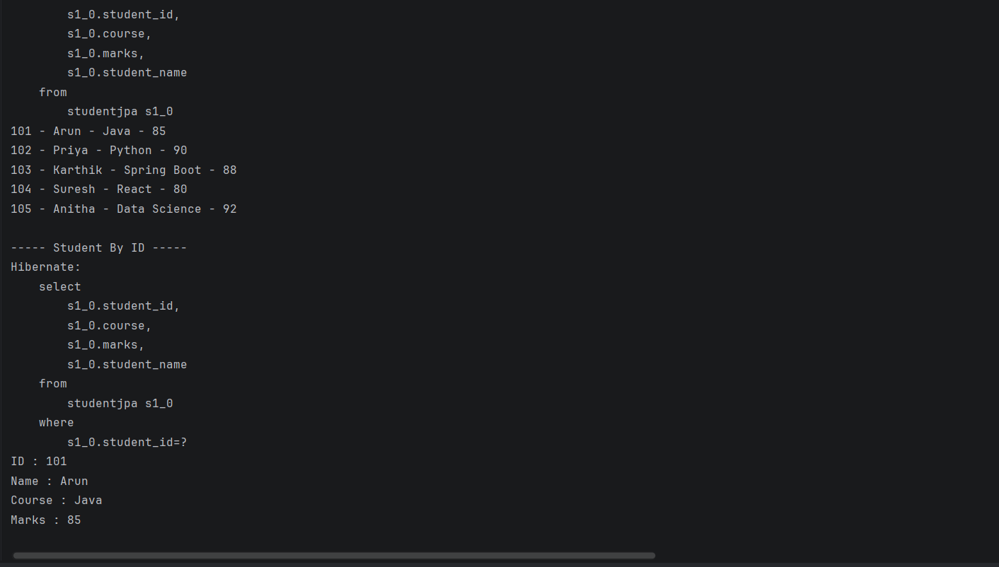 s1_0.student_id,
        s1_0.course,
        s1_0.marks,
        s1_0.student_name
    from
        studentjpa s1_0
101 - Arun - Java - 85
102 - Priya - Python - 90
103 - Karthik - Spring Boot - 88
104 - Suresh - React - 80
105 - Anitha - Data Science - 92

----- Student By ID -----
Hibernate:
    select
        s1_0.student_id,
        s1_0.course,
        s1_0.marks,
        s1_0.student_name
    from
        studentjpa s1_0
    where
        s1_0.student_id=?
ID : 101
Name : Arun
Course : Java
Marks : 85